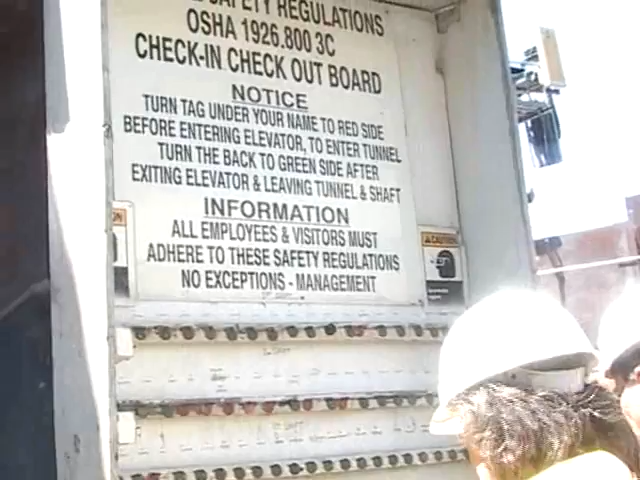 SAFETY REGULATIONS
OSHA 1926.800 3C
CHECK-IN CHECK OUT BOARD
NOTICE
TURN TAG UNDER YOUR NAME TO RED SIDE
BEFORE ENTERING ELEVATOR, TO ENTER TUNNEL
TURN THE BACK TO GREEN SIDE AFTER
EXITING ELEVATOR & LEAVING TUNNEL & SHAFT
INFORMATION
ALL EMPLOYEES & VISITORS MUST
ADHERE TO THESE SAFETY REGULATIONS
NO EXCEPTIONS - MANAGEMENT
CAUTION